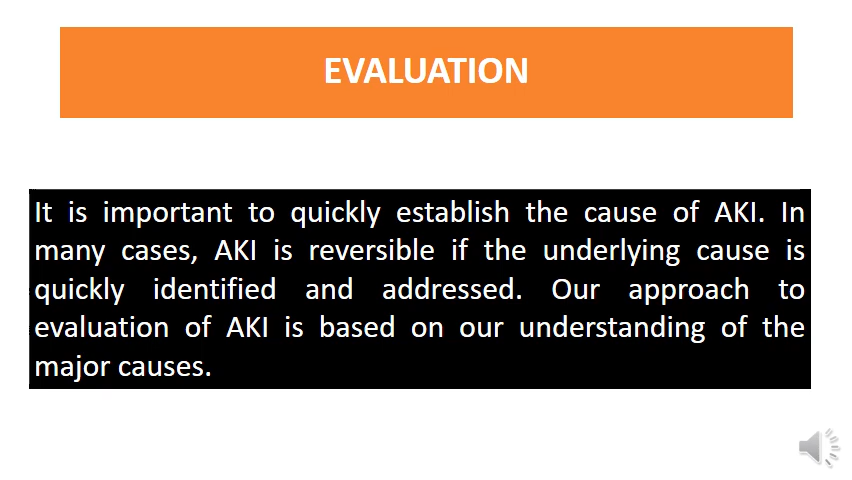 EVALUATION
It is important to quickly establish the cause of AKI. In
many cases, AKI is reversible if the underlying cause is
quickly identified and addressed. Our approach to
evaluation of AKI is based on our understanding of the
major causes.